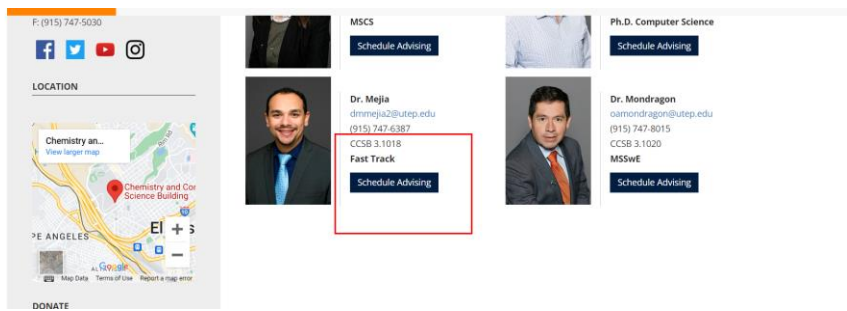 F: (915) 747-5030
LOCATION
Chemistry an...
View larger map
Chemistry and Con
Science Building
El
s
PE ANGELES
+
−
Google
Map Data
Terms of Use
Report a map error
DONATE
MSCS
Schedule Advising
Ph.D. Computer Science
Schedule Advising
Dr. Mejia
dmmejia2@utep.edu
(915) 747-6387
CCSB 3.1018
Fast Track
Schedule Advising
Dr. Mondragon
oamondragon@utep.edu
(915) 747-8015
CCSB 3.1020
MSSwE
Schedule Advising